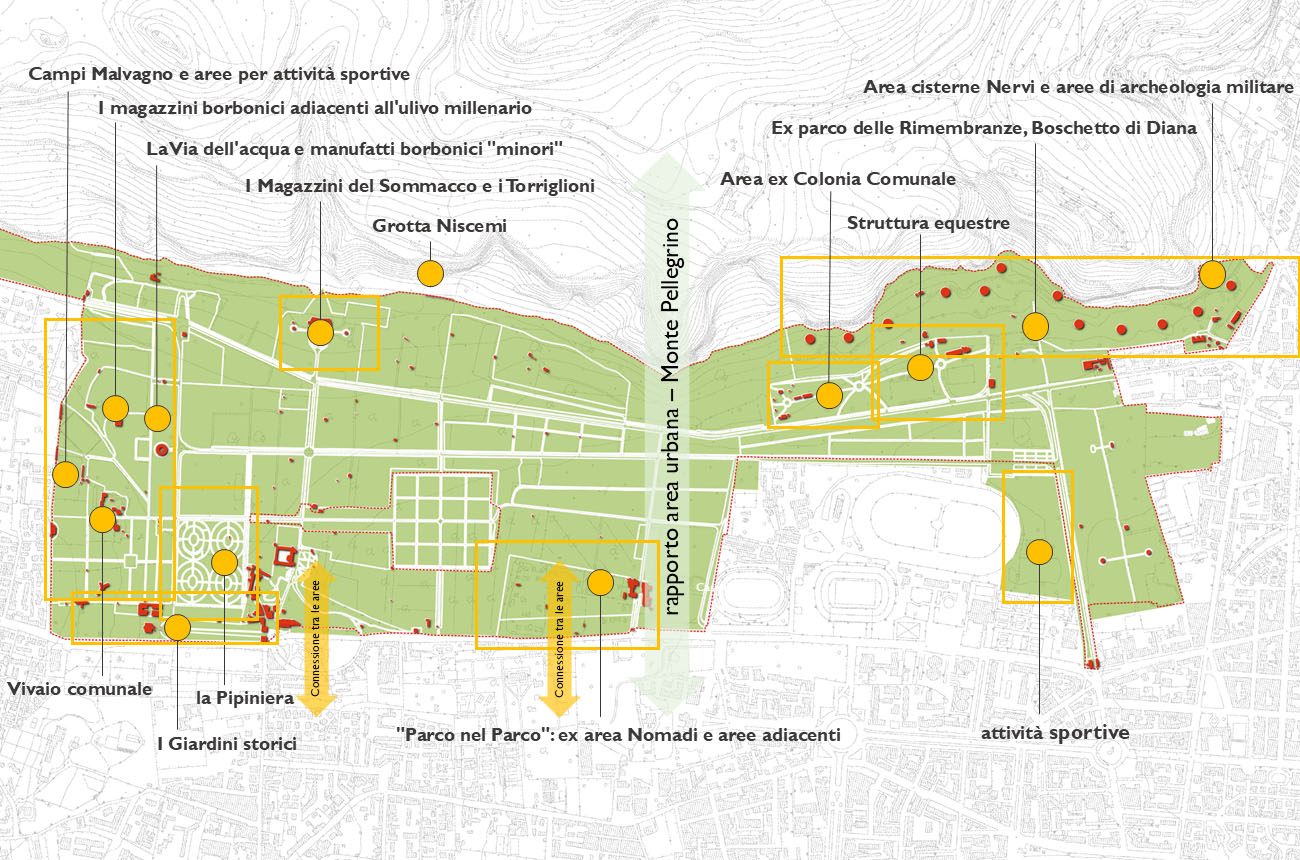 Campi Malvagno e aree per attività sportive
I magazzini borbonici adiacenti all'ulivo millenario
La Via dell'acqua e manufatti borbonici "minori"
I Magazzini del Sommacco e i Torriglioni
Grotta Niscemi
Area cisterne Nervi e aree di archeologia militare
Ex parco delle Rimembranze, Boschetto di Diana
Area ex Colonia Comunale
Struttura equestre
rapporto area urbana – Monte Pellegrino
Connessione tra le aree
Connessione tra le aree
Vivaio comunale
la Pipiniera
I Giardini storici
"Parco nel Parco": ex area Nomadi e aree adiacenti
attività sportive